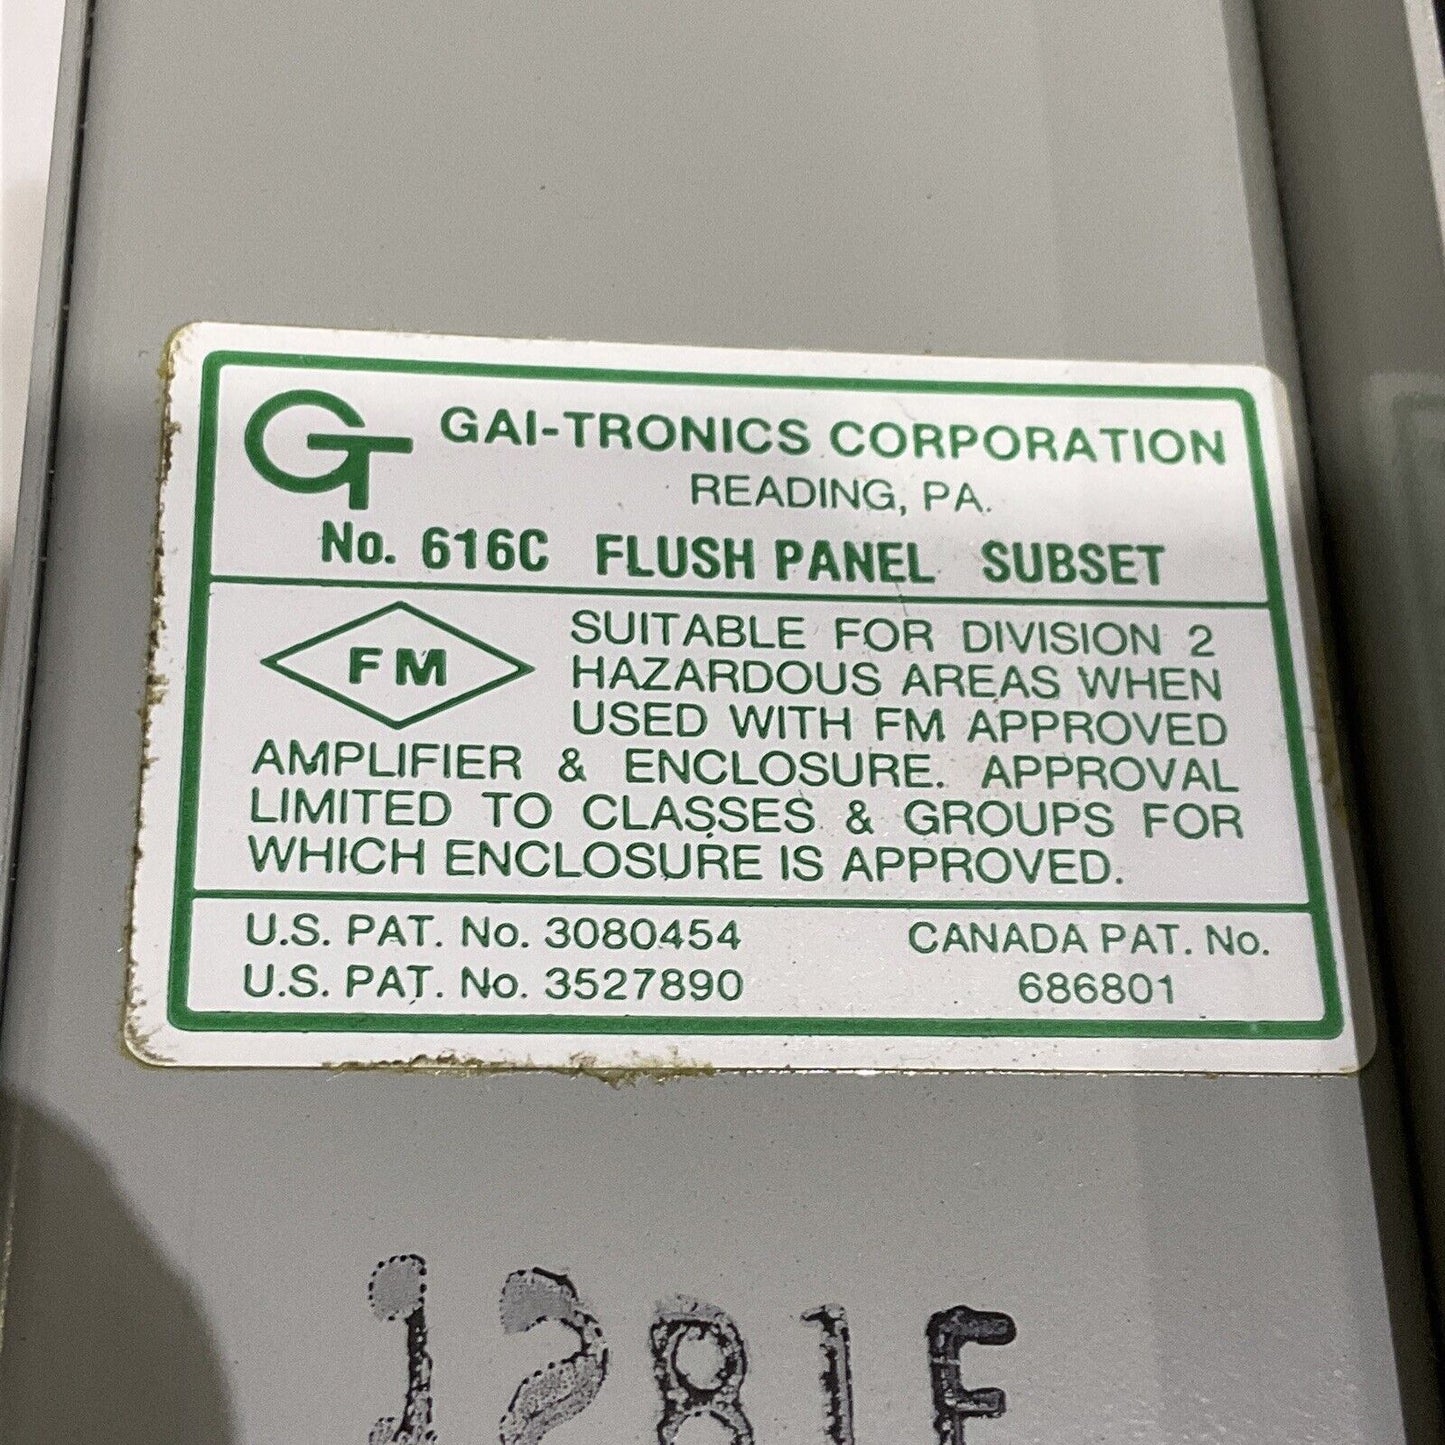 GT GAI-TRONICS CORPORATION
READING, PA.
No. 616C FLUSH PANEL SUBSET
FM
SUITABLE FOR DIVISION 2
HAZARDOUS AREAS WHEN
USED WITH FM APPROVED
AMPLIFIER & ENCLOSURE. APPROVAL
LIMITED TO CLASSES & GROUPS FOR
WHICH ENCLOSURE IS APPROVED.
U.S. PAT. No. 3080454
U.S. PAT. No. 3527890
CANADA PAT. No.
686801
1281F